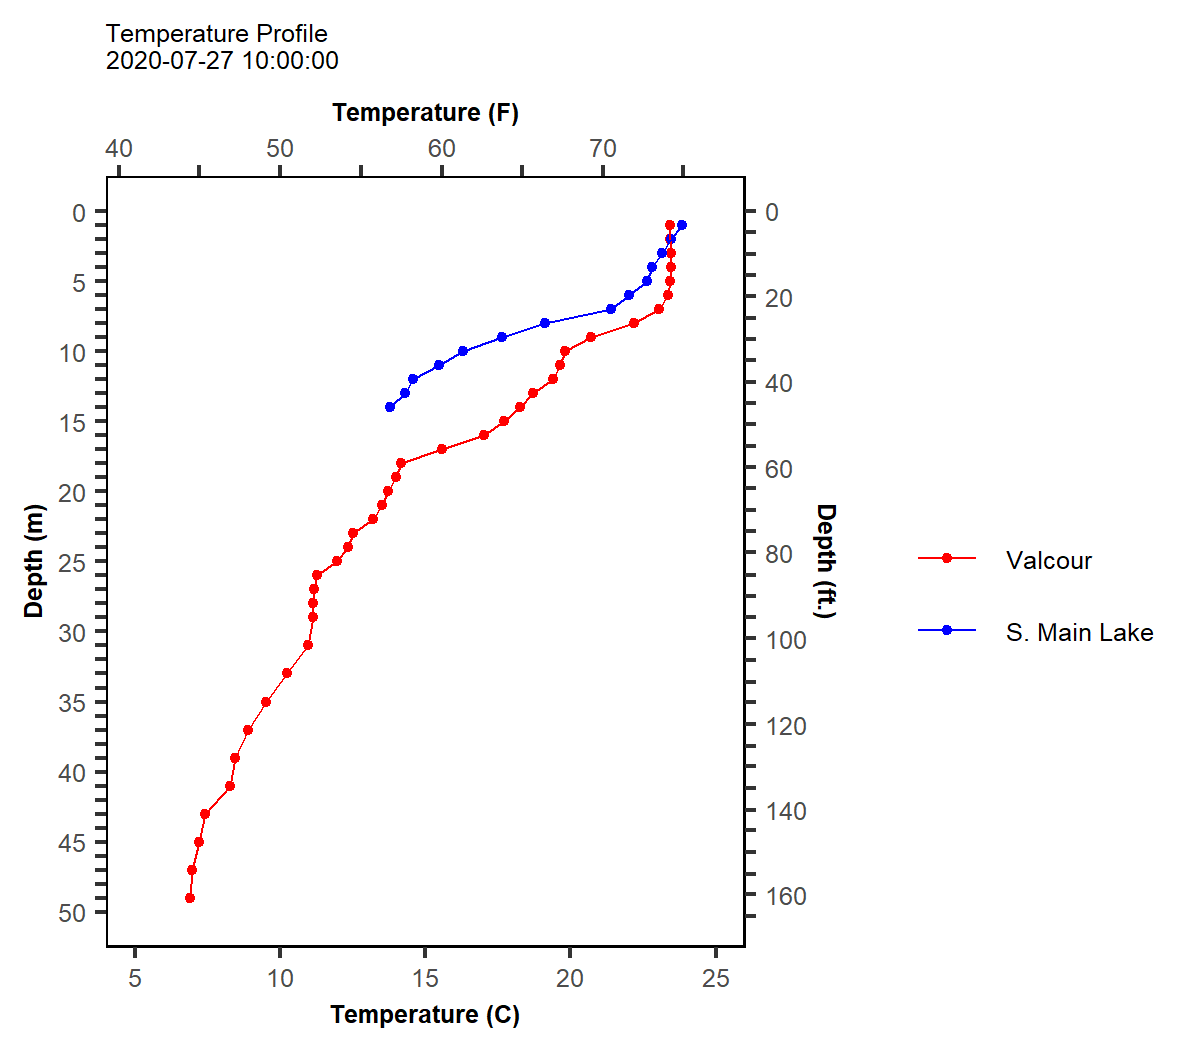 Temperature Profile
2020-07-27 10:00:00
Temperature (F)
40 50 60 70
0
5
10
15
20
25
30
35
40
45
50
Depth (m)
0
20
40
60
80
100
120
140
160
Depth (ft.)
Valcour
S. Main Lake
5 10 15 20 25
Temperature (C)